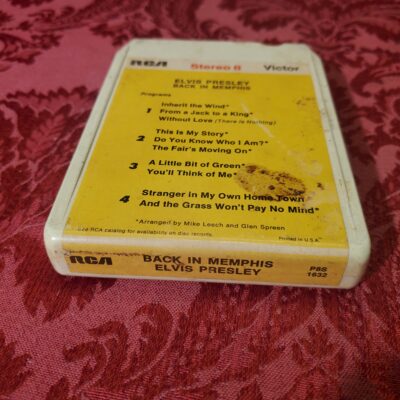 RCA Stereo 8 Victor
ELVIS PRESLEY
BACK IN MEMPHIS
Programs
Inherit the Wind*
1 From a Jack to a King*
Without Love (There Is Nothing)
This Is My Story*
2 Do You Know Who I Am?*
The Fair's Moving On*
3 A Little Bit of Green*
You'll Think of Me*
4 Stranger in My Own Home Town*
And the Grass Won't Pay No Mind*
*Arranged by Mike Leech and Glen Spreen
See RCA catalog for availability on disc records.
Printed in U.S.A.
RCA
BACK IN MEMPHIS
ELVIS PRESLEY
P8S
1632